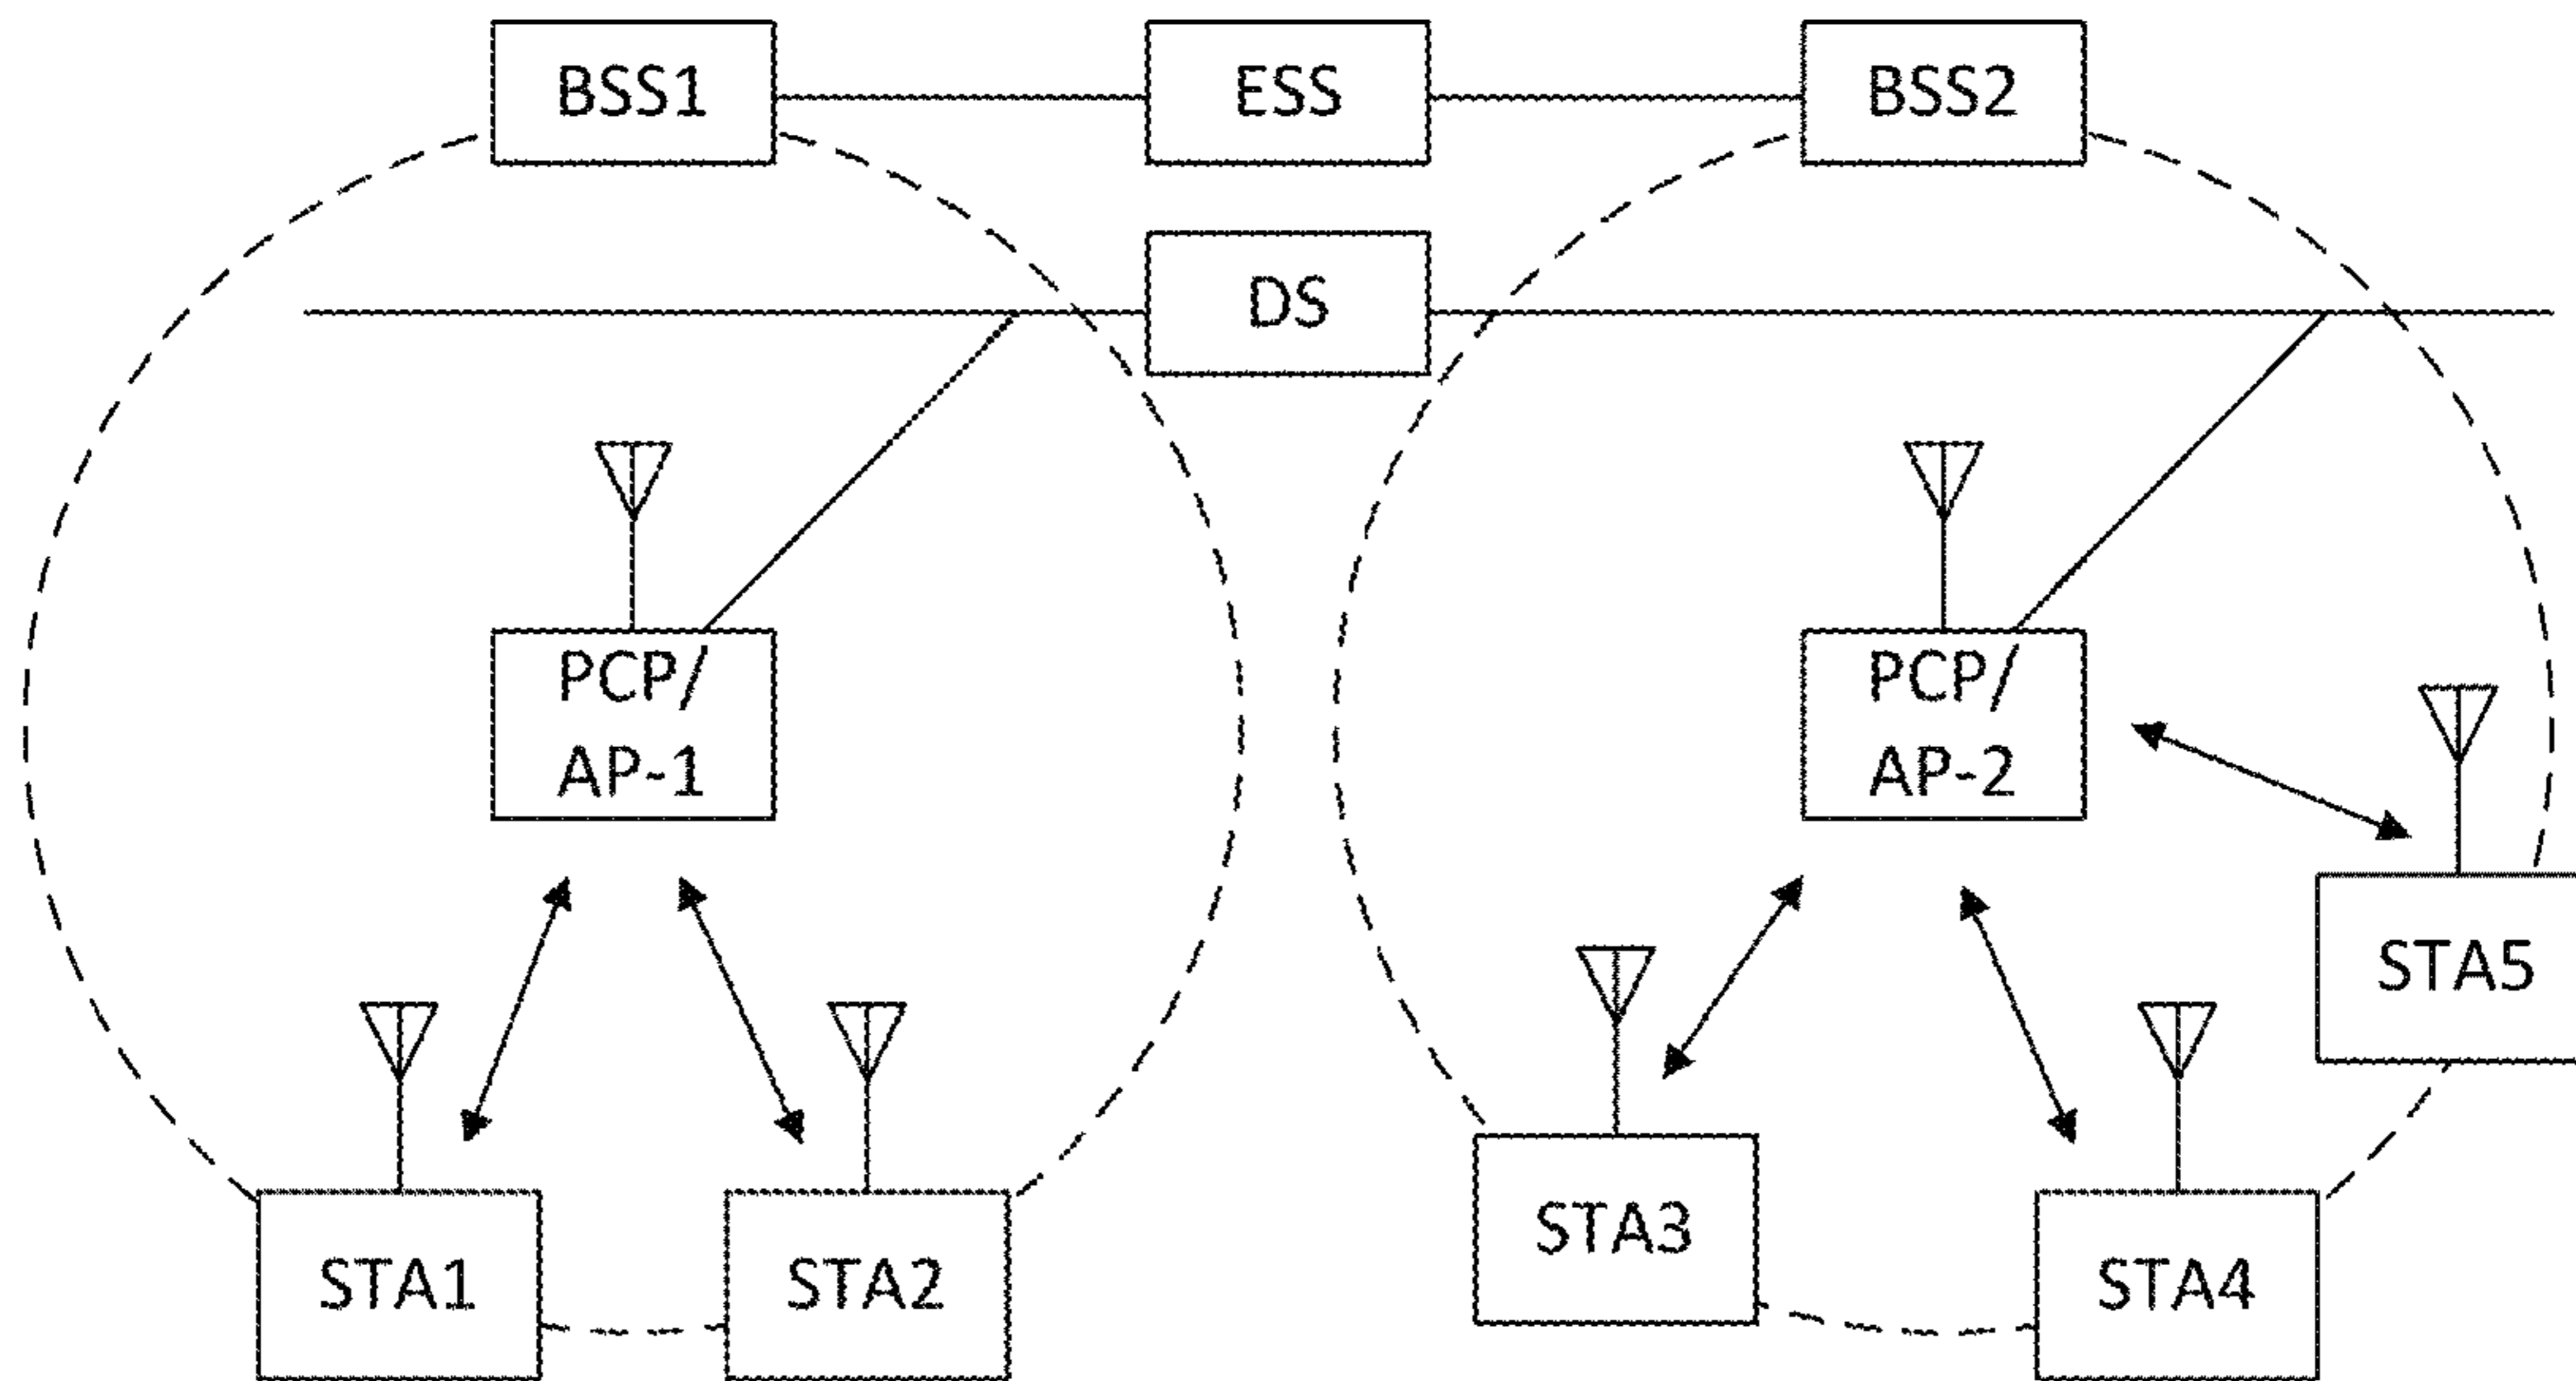 BSS1
ESS
BSS2
DS
PCP/
AP-1
PCP/
AP-2
STA5
STA3
STA1
STA2
STA4